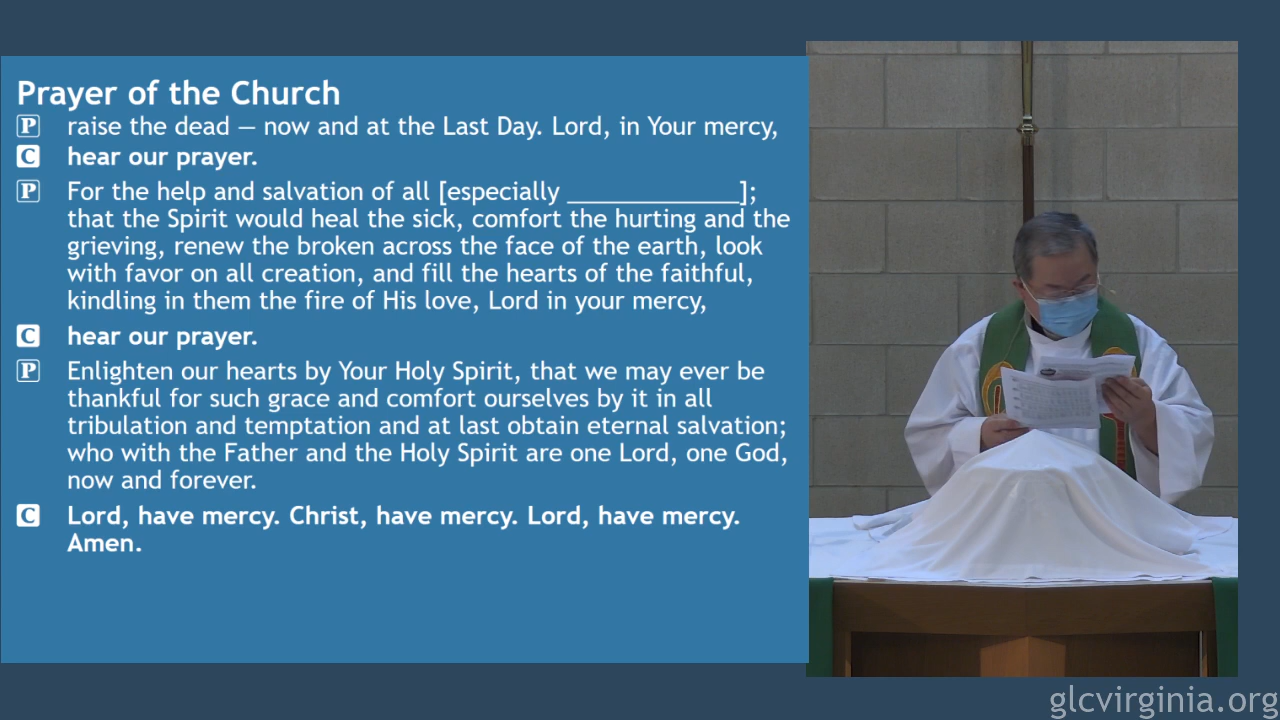 Prayer of the Church
P raise the dead — now and at the Last Day. Lord, in Your mercy,
C hear our prayer.
P For the help and salvation of all [especially _____________];
that the Spirit would heal the sick, comfort the hurting and the
grieving, renew the broken across the face of the earth, look
with favor on all creation, and fill the hearts of the faithful,
kindling in them the fire of His love, Lord in your mercy,
C hear our prayer.
P Enlighten our hearts by Your Holy Spirit, that we may ever be
thankful for such grace and comfort ourselves by it in all
tribulation and temptation and at last obtain eternal salvation;
who with the Father and the Holy Spirit are one Lord, one God,
now and forever.
C Lord, have mercy. Christ, have mercy. Lord, have mercy.
Amen.
glcvirginia.org